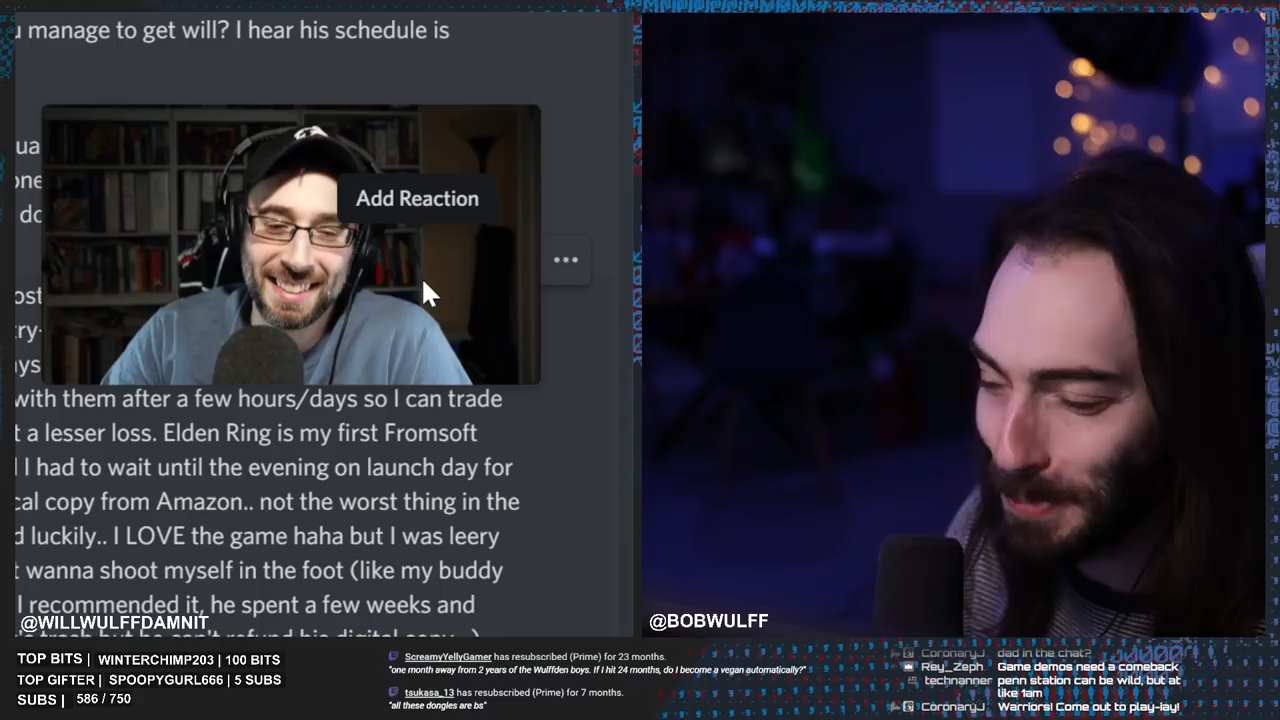 manage to get will? I hear his schedule is
Add Reaction
with them after a few hours/days so I can trade
t a lesser loss. Elden Ring is my first Fromsoft
I had to wait until the evening on launch day for
cal copy from Amazon.. not the worst thing in the
d luckily.. I LOVE the game haha but I was leery
t wanna shoot myself in the foot (like my buddy
I recommended it, he spent a few weeks and
@WILLWULFFDAMNIT
@BOBWULFF
TOP BITS | WINTERCHIMP203 | 100 BITS
TOP GIFTER | SPOOPYGURL666 | 5 SUBS
SUBS | 586 / 750
ScreamyYellyGamer has resubscribed (Prime) for 23 months.
"one month away from 2 years of the Wulffden boys. If I hit 24 months, do I become a vegan automatically?"
tsukasa_13 has resubscribed (Prime) for 7 months.
"all these dongles are bs"
CoronaryJ dad in the chat?
Rey_Zeph Game demos need a comeback
technanner penn station can be wild, but at
like 1am
CoronaryJ Warriors! Come out to play-iay!